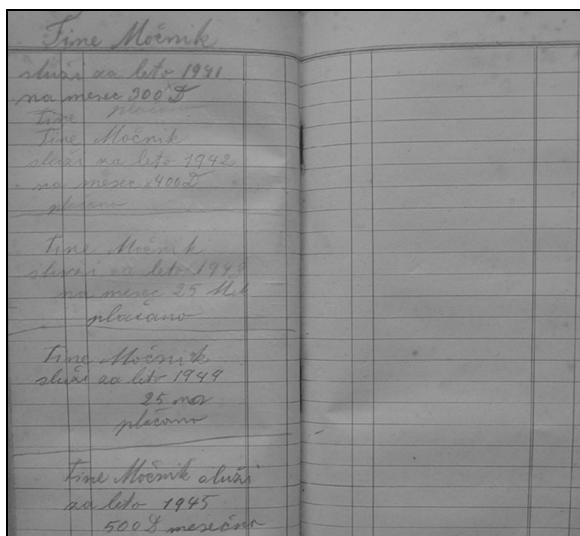 Tine Močnik
služi za leto 1941
na mesec 300 D
plačano
Tine
Tine Močnik
služi za leto 1942
na mesec 400 D
plačano
Tine Močnik
služi za leto 1943
na mesec 25 M
plačano
Tine Močnik
služi za leto 1944
25 mar
plačano
Tine Močnik služi
za leto 1945
500 D mesečno